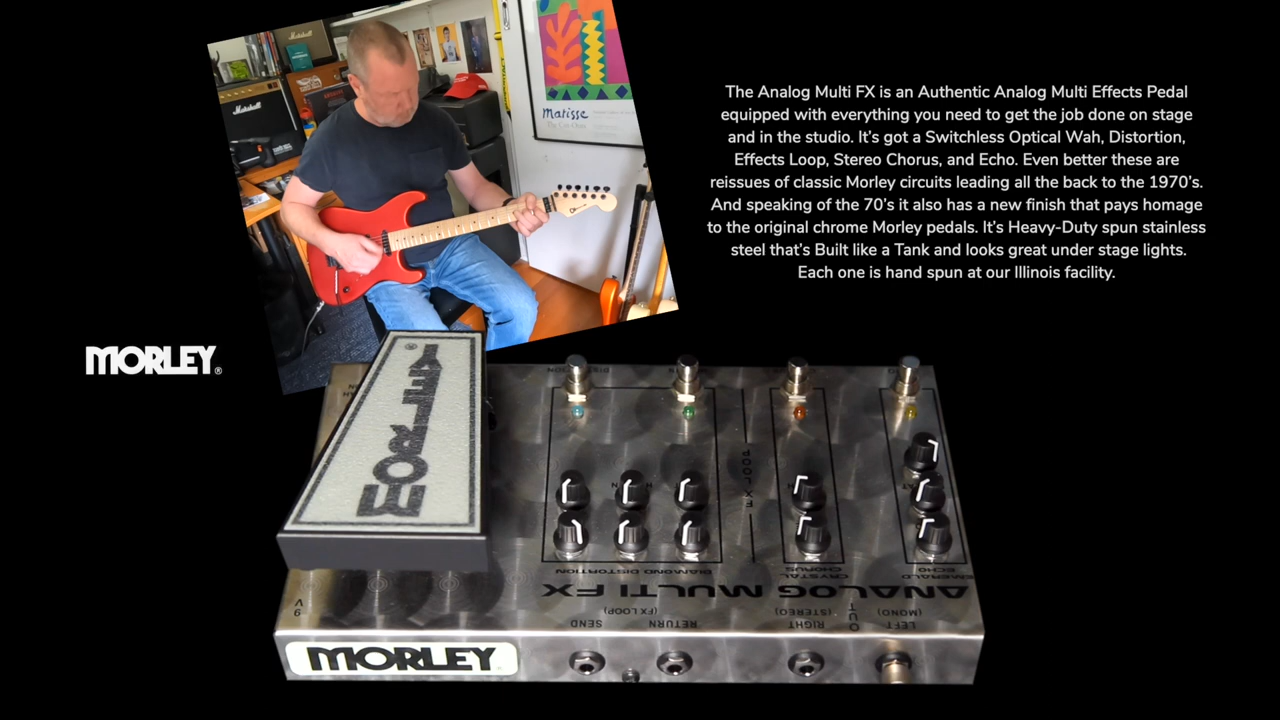 Marshall
Marshall
Matisse
The Analog Multi FX is an Authentic Analog Multi Effects Pedal
equipped with everything you need to get the job done on stage
and in the studio. It's got a Switchless Optical Wah, Distortion,
Effects Loop, Stereo Chorus, and Echo. Even better these are
reissues of classic Morley circuits leading all the back to the 1970's.
And speaking of the 70's it also has a new finish that pays homage
to the original chrome Morley pedals. It's Heavy-Duty spun stainless
steel that's Built like a Tank and looks great under stage lights.
Each one is hand spun at our Illinois facility.
MORLEY®
MORLEY®
FX LOOP
DIAMOND DISTORTION
CRYSTAL
CHORUS
EMERALD
ECHO
ANALOG MULTI FX
9V
SEND
(FX LOOP)
RETURN
RIGHT
(STEREO)
OUT
LEFT
(MONO)
MORLEY